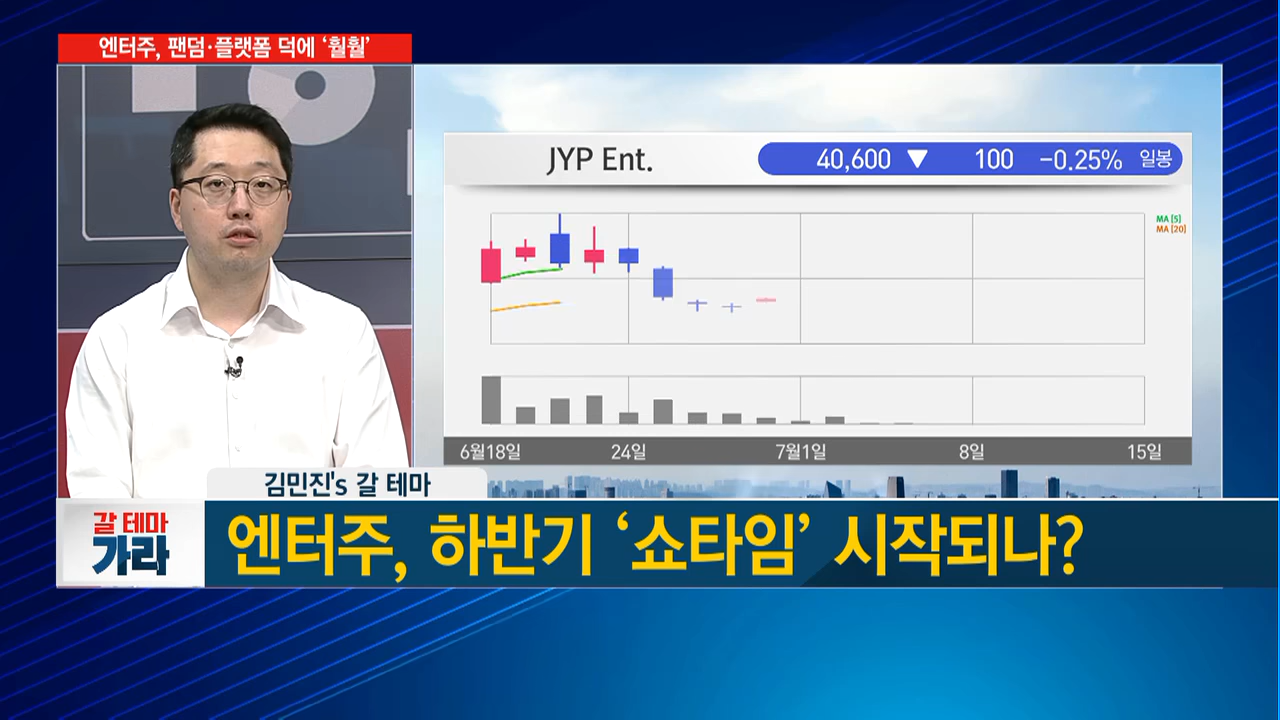 엔터주, 팬덤·플랫폼 덕에 ‘훨훨’
JYP Ent.
40,600 ▼ 100 -0.25% 일봉
MA [5]
MA [20]
6월18일 24일 7월1일 8일 15일
김민진's 갈 테마
갈 테마
가라
엔터주, 하반기 ‘쇼타임’ 시작되나?